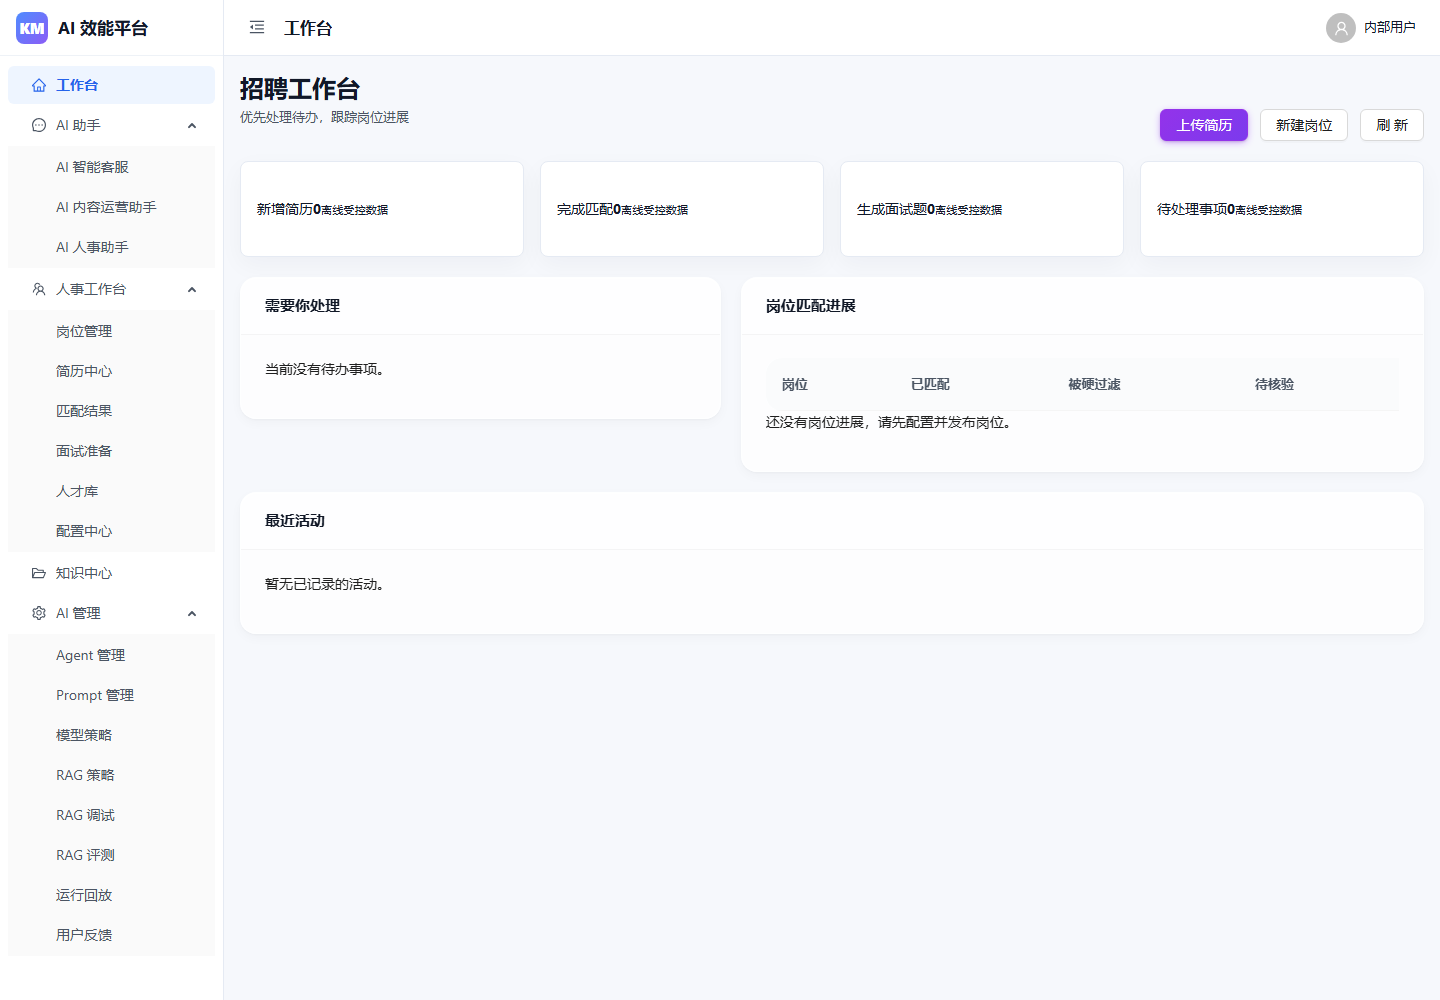 KM AI 效能平台
工作台
AI 助手
AI 智能客服
AI 内容运营助手
AI 人事助手
人事工作台
岗位管理
简历中心
匹配结果
面试准备
人才库
配置中心
知识中心
AI 管理
Agent 管理
Prompt 管理
模型策略
RAG 策略
RAG 调试
RAG 评测
运行回放
用户反馈
工作台
内部用户
招聘工作台
优先处理待办，跟踪岗位进展
上传简历 新建岗位 刷 新
新增简历0离线受控数据 完成匹配0离线受控数据 生成面试题0离线受控数据 待处理事项0离线受控数据
需要你处理
当前没有待办事项。
岗位匹配进展
岗位 已匹配 被硬过滤 待核验
还没有岗位进展，请先配置并发布岗位。
最近活动
暂无已记录的活动。